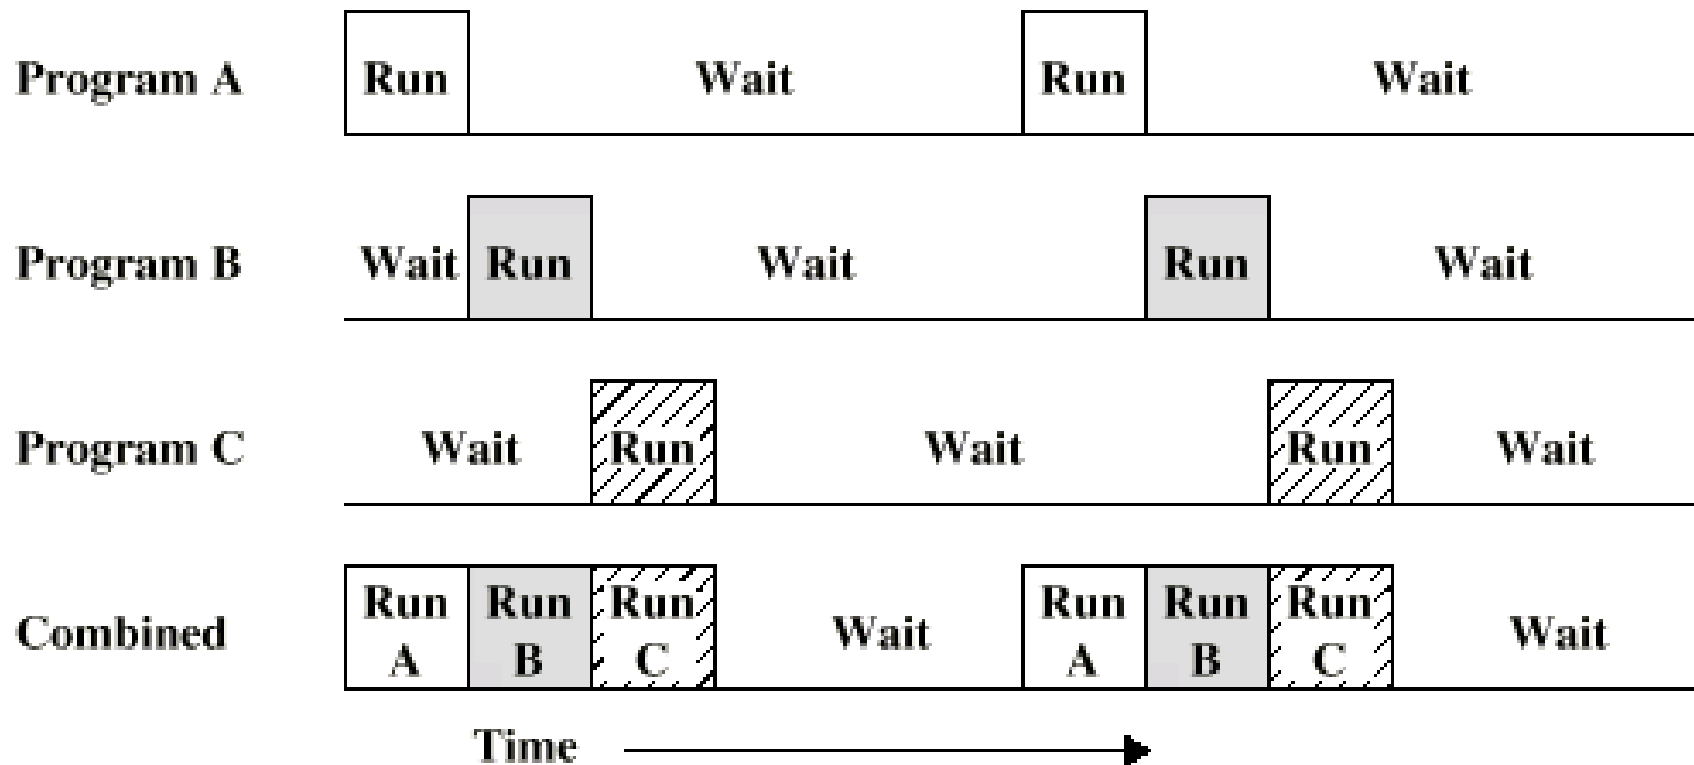 Program A Run Wait Run Wait
Program B Wait Run Wait Run Wait
Program C Wait Run Wait Run Wait
Combined Run A Run B Run C Wait Run A Run B Run C Wait
Time